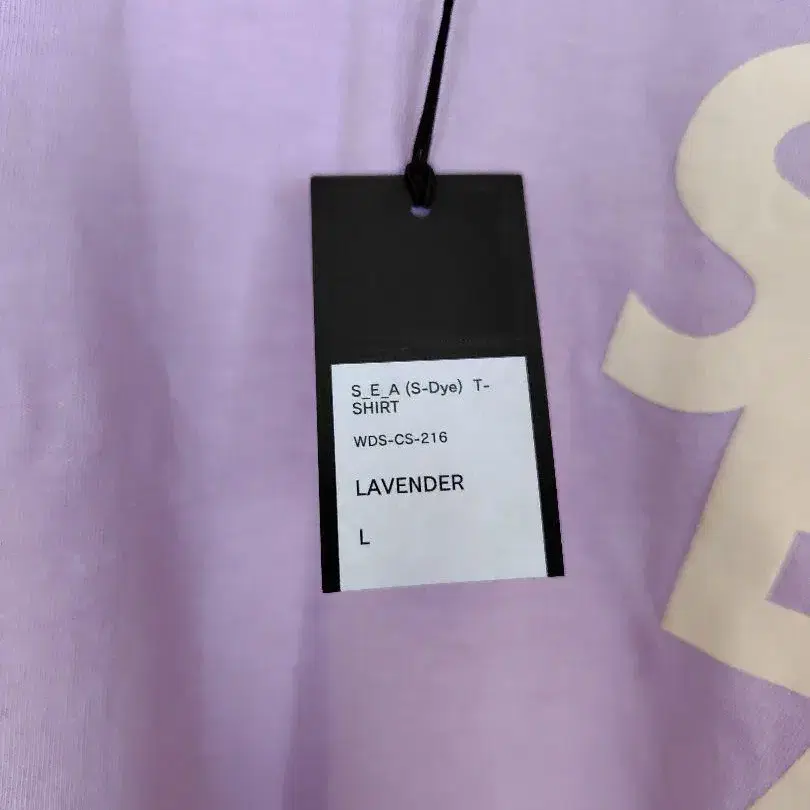 S_E_A (S-Dye) T-
SHIRT
WDS-CS-216
LAVENDER
L